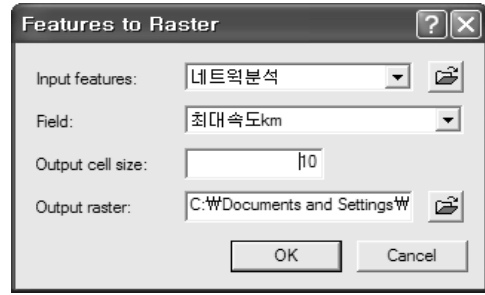 Features to Raster
Input features: 네트웍분석
Field: 최대속도km
Output cell size: 10
Output raster: C:₩Documents and Settings₩
OK Cancel